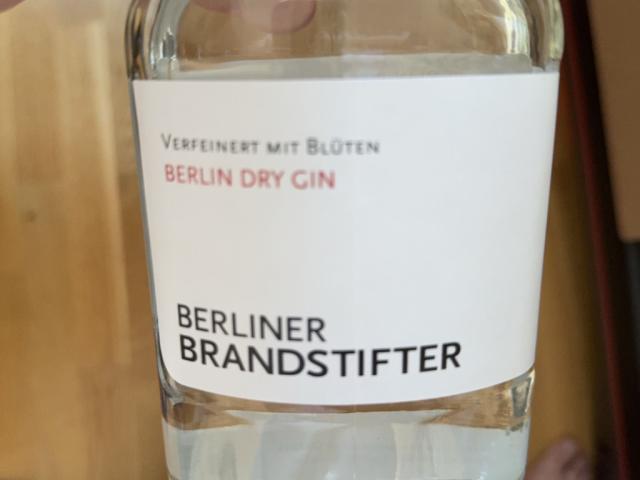 VERFEINERT MIT BLÜTEN
BERLIN DRY GIN
BERLINER
BRANDSTIFTER